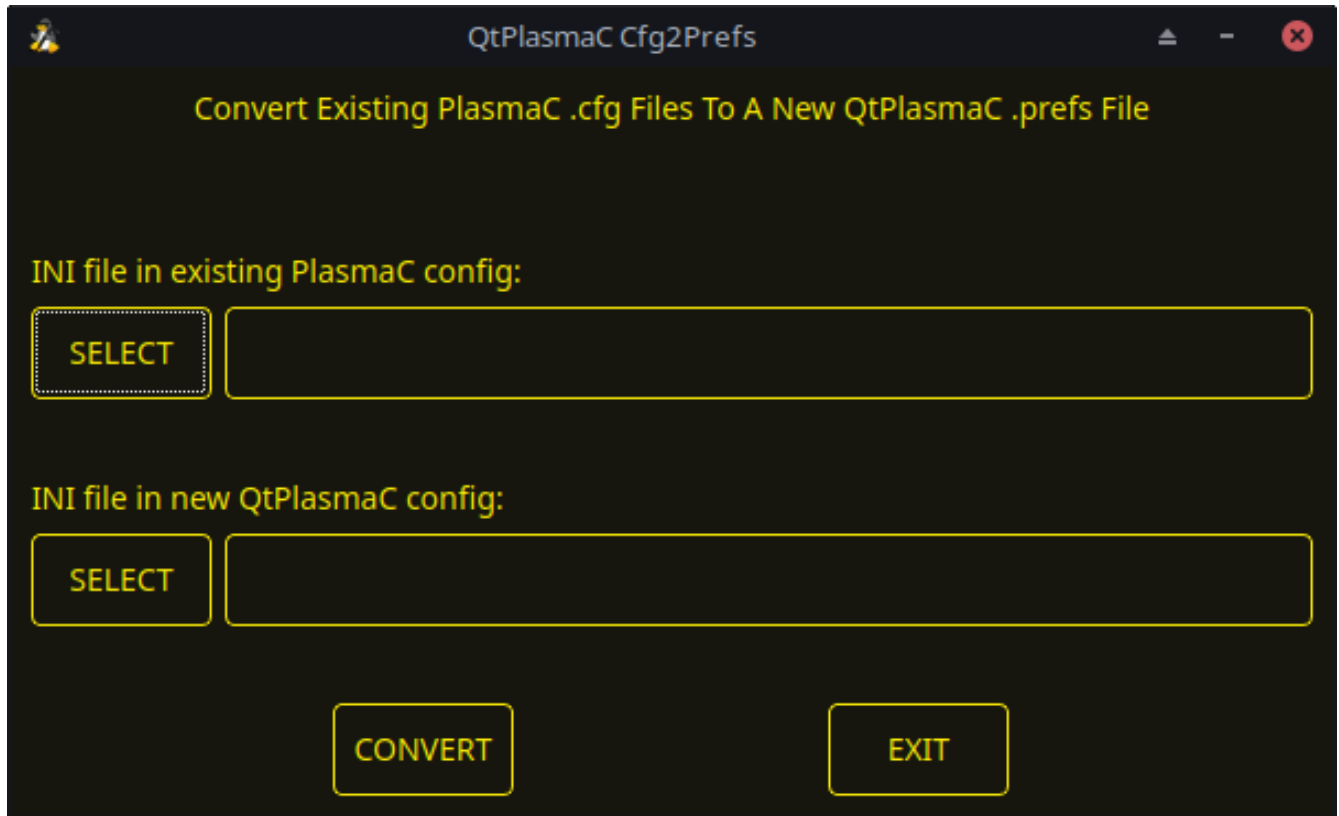 QtPlasmaC Cfg2Prefs
Convert Existing PlasmaC .cfg Files To A New QtPlasmaC .prefs File
INI file in existing PlasmaC config:
SELECT
INI file in new QtPlasmaC config:
SELECT
CONVERT EXIT